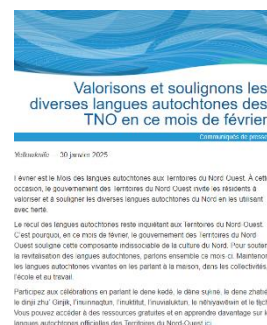 Valorisons et soulignons les
diverses langues autochtones des
TNO en ce mois de février
Communiqués de presse
Yellowknife 30 janvier 2025
Février est le Mois des langues autochtones aux Territoires du Nord Ouest. À cette
occasion, le gouvernement des Territoires du Nord Ouest invite les résidents à
valoriser et à souligner les diverses langues autochtones du Nord en les utilisant
avec fierté.
Le recul des langues autochtones reste inquiétant aux Territoires du Nord Ouest.
C'est pourquoi, en ce mois de février, le gouvernement des Territoires du Nord
Ouest souligne cette composante indissociable de la culture du Nord. Pour soutenir
la revitalisation des langues autochtones, parlons ensemble ce mois ci. Maintenons
les langues autochtones vivantes en les parlant à la maison, dans les collectivités,
l'école et au travail.
Participez aux célébrations en parlant le dene kedé, le dëne sųłıné, le dene zhatıé
le dinjii zhu' Ginjik, l'inuinnaqtun, l'inuktitut, l'inuvialuktun, le nēhiyawēwin et le tłıchǫ
Vous pouvez accéder à des ressources gratuites et en apprendre davantage sur les
langues autochtones officielles des Territoires du Nord Ouest ici